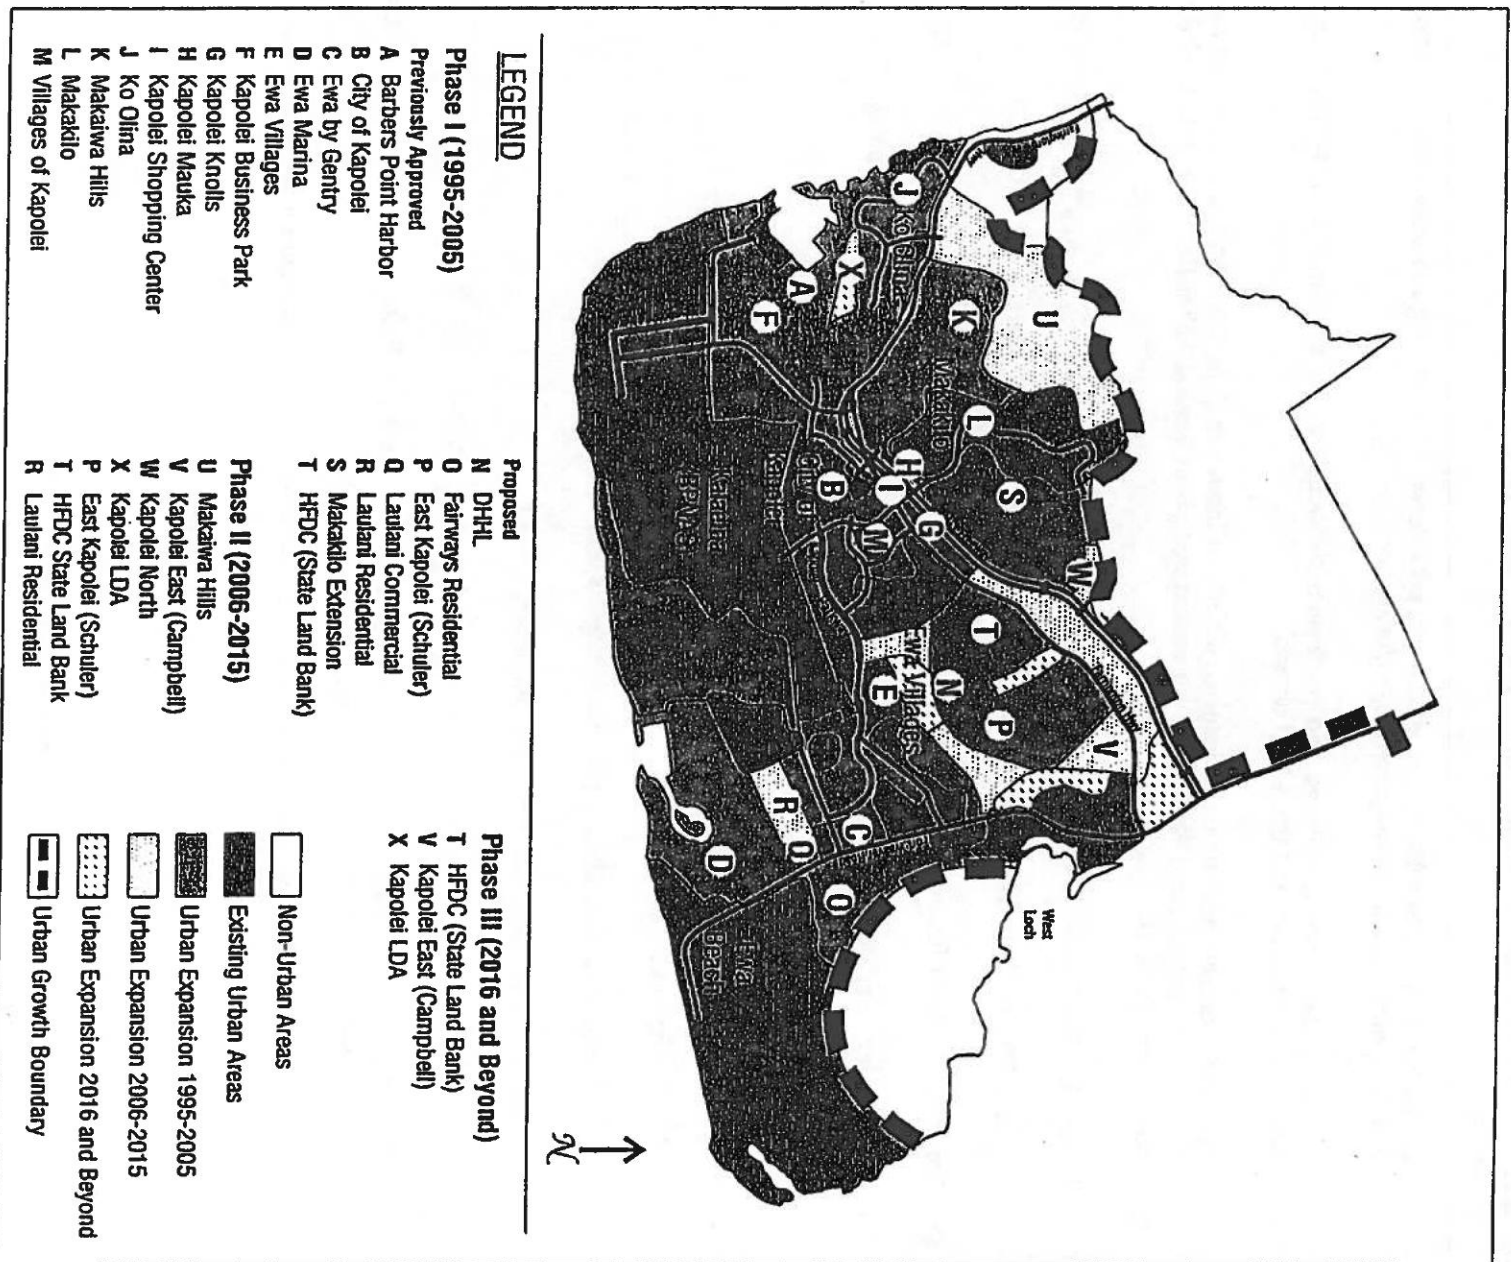 LEGEND
Phase I (1995-2005)
Previously Approved
A Barbers Point Harbor
B City of Kapolei
C Ewa by Gentry
D Ewa Marina
E Ewa Villages
F Kapolei Business Park
G Kapolei Knolls
H Kapolei Mauka
I Kapolei Shopping Center
J Ko Olina
K Makaiwa Hills
L Makakilo
M Villages of Kapolei
Proposed
N DHHL
O Fairways Residential
P East Kapolei (Schuler)
Q Laulani Commercial
R Laulani Residential
S Makakilo Extension
T HFDC (State Land Bank)
Phase II (2006-2015)
U Makaiwa Hills
V Kapolei East (Campbell)
W Kapolei North
X Kapolei LDA
P East Kapolei (Schuler)
T HFDC State Land Bank
R Laulani Residential
Phase III (2016 and Beyond)
T HFDC (State Land Bank)
V Kapolei East (Campbell)
X Kapolei LDA
Non-Urban Areas
Existing Urban Areas
Urban Expansion 1995-2005
Urban Expansion 2006-2015
Urban Expansion 2016 and Beyond
Urban Growth Boundary
N
West
Loch
Ko Olina
Makakilo
City of
Kapolei
Kalaeloa
BPNAS
Ewa Villages
Ewa
Beach
J
X
A
F
K
U
L
H
I
B
G
M
S
W
T
N
E
P
V
R
Q
C
D
O